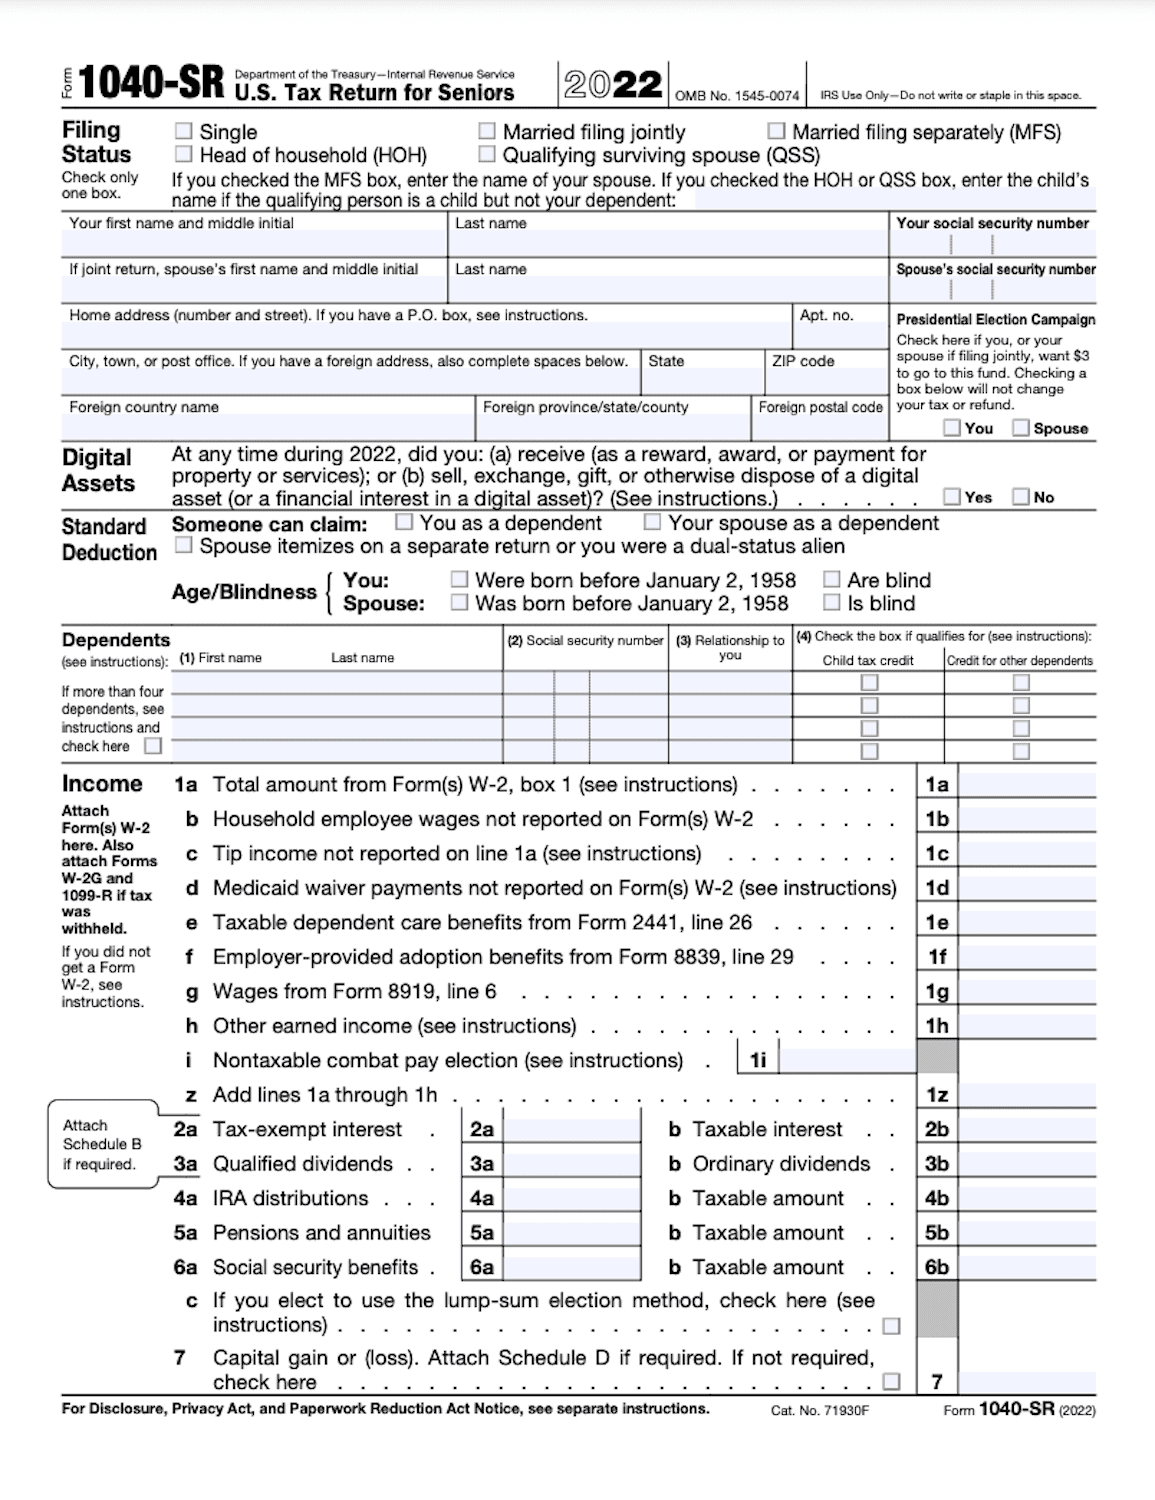 Form 1040-SR Department of the Treasury—Internal Revenue Service
U.S. Tax Return for Seniors 2022 OMB No. 1545-0074 IRS Use Only—Do not write or staple in this space.
Filing Status
Check only one box.
Single Married filing jointly Married filing separately (MFS)
Head of household (HOH) Qualifying surviving spouse (QSS)
If you checked the MFS box, enter the name of your spouse. If you checked the HOH or QSS box, enter the child's
name if the qualifying person is a child but not your dependent:
Your first name and middle initial Last name Your social security number
If joint return, spouse's first name and middle initial Last name Spouse's social security number
Home address (number and street). If you have a P.O. box, see instructions. Apt. no.
City, town, or post office. If you have a foreign address, also complete spaces below. State ZIP code
Foreign country name Foreign province/state/county Foreign postal code
Presidential Election Campaign
Check here if you, or your
spouse if filing jointly, want $3
to go to this fund. Checking a
box below will not change
your tax or refund.
You Spouse
Digital Assets
At any time during 2022, did you: (a) receive (as a reward, award, or payment for
property or services); or (b) sell, exchange, gift, or otherwise dispose of a digital
asset (or a financial interest in a digital asset)? (See instructions.) . . . . . . Yes No
Standard Deduction
Someone can claim: You as a dependent Your spouse as a dependent
Spouse itemizes on a separate return or you were a dual-status alien
Age/Blindness { You: Were born before January 2, 1958 Are blind
Spouse: Was born before January 2, 1958 Is blind
Dependents
(see instructions):
(1) First name Last name (2) Social security number (3) Relationship to you (4) Check the box if qualifies for (see instructions):
Child tax credit Credit for other dependents
If more than four
dependents, see
instructions and
check here
Income
Attach
Form(s) W-2
here. Also
attach Forms
W-2G and
1099-R if tax
was
withheld.
If you did not
get a Form
W-2, see
instructions.
1a Total amount from Form(s) W-2, box 1 (see instructions) . . . . . . . 1a
b Household employee wages not reported on Form(s) W-2 . . . . . . 1b
c Tip income not reported on line 1a (see instructions) . . . . . . . . 1c
d Medicaid waiver payments not reported on Form(s) W-2 (see instructions) 1d
e Taxable dependent care benefits from Form 2441, line 26 . . . . . . 1e
f Employer-provided adoption benefits from Form 8839, line 29 . . . . 1f
g Wages from Form 8919, line 6 . . . . . . . . . . . . . . . . . 1g
h Other earned income (see instructions) . . . . . . . . . . . . . . 1h
i Nontaxable combat pay election (see instructions) . 1i
z Add lines 1a through 1h . . . . . . . . . . . . . . . . . . . . 1z
Attach
Schedule B
if required.
2a Tax-exempt interest . 2a b Taxable interest . . 2b
3a Qualified dividends . . 3a b Ordinary dividends . 3b
4a IRA distributions . . . 4a b Taxable amount . . 4b
5a Pensions and annuities 5a b Taxable amount . . 5b
6a Social security benefits . 6a b Taxable amount . . 6b
c If you elect to use the lump-sum election method, check here (see
instructions) . . . . . . . . . . . . . . . . . . . . . . . .
7 Capital gain or (loss). Attach Schedule D if required. If not required,
check here . . . . . . . . . . . . . . . . . . . . . . . . 7
For Disclosure, Privacy Act, and Paperwork Reduction Act Notice, see separate instructions. Cat. No. 71930F Form 1040-SR (2022)